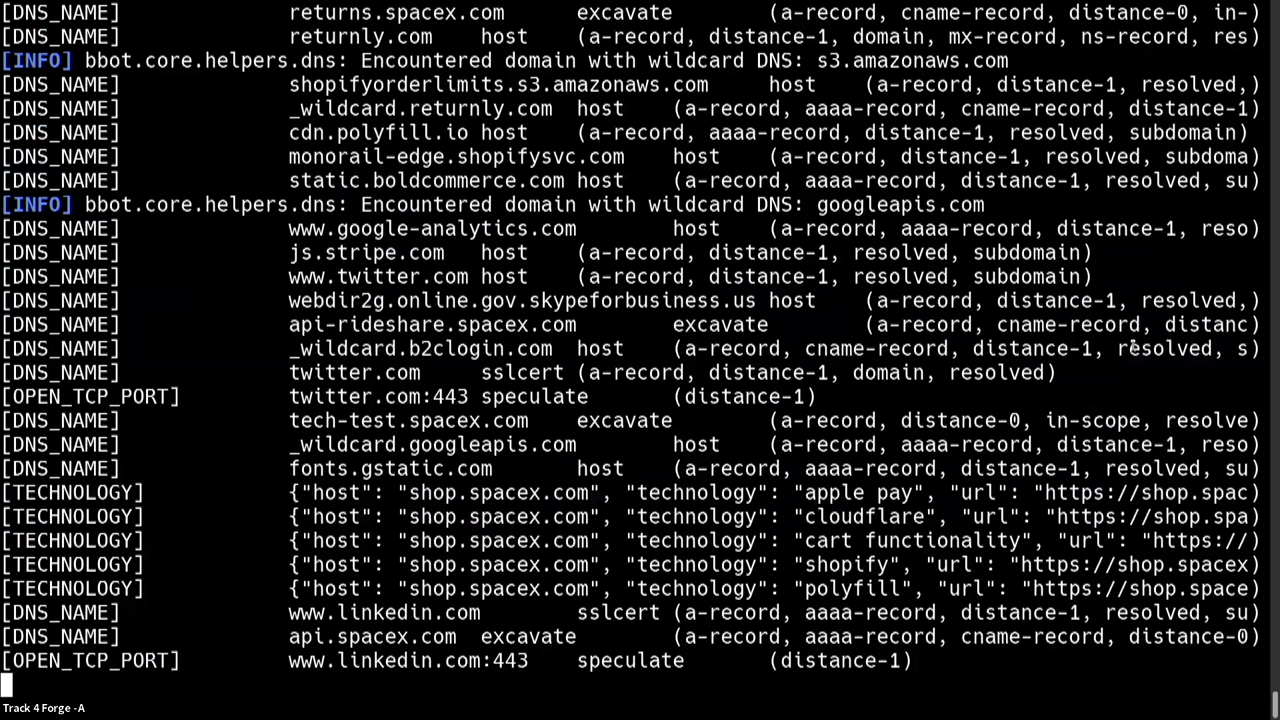 [DNS_NAME] returns.spacex.com excavate (a-record, cname-record, distance-0, in-)
[DNS_NAME] returnly.com host (a-record, distance-1, domain, mx-record, ns-record, res)
[INFO] bbot.core.helpers.dns: Encountered domain with wildcard DNS: s3.amazonaws.com
[DNS_NAME] shopifyorderlimits.s3.amazonaws.com host (a-record, distance-1, resolved,)
[DNS_NAME] _wildcard.returnly.com host (a-record, aaaa-record, cname-record, distance-1)
[DNS_NAME] cdn.polyfill.io host (a-record, aaaa-record, distance-1, resolved, subdomain)
[DNS_NAME] monorail-edge.shopifysvc.com host (a-record, distance-1, resolved, subdoma)
[DNS_NAME] static.boldcommerce.com host (a-record, aaaa-record, distance-1, resolved, su)
[INFO] bbot.core.helpers.dns: Encountered domain with wildcard DNS: googleapis.com
[DNS_NAME] www.google-analytics.com host (a-record, aaaa-record, distance-1, reso)
[DNS_NAME] js.stripe.com host (a-record, distance-1, resolved, subdomain)
[DNS_NAME] www.twitter.com host (a-record, distance-1, resolved, subdomain)
[DNS_NAME] webdir2g.online.gov.skypeforbusiness.us host (a-record, distance-1, resolved,)
[DNS_NAME] api-rideshare.spacex.com excavate (a-record, cname-record, distanc)
[DNS_NAME] _wildcard.b2clogin.com host (a-record, cname-record, distance-1, resolved, s)
[DNS_NAME] twitter.com sslcert (a-record, distance-1, domain, resolved)
[OPEN_TCP_PORT] twitter.com:443 speculate (distance-1)
[DNS_NAME] tech-test.spacex.com excavate (a-record, distance-0, in-scope, resolve)
[DNS_NAME] _wildcard.googleapis.com host (a-record, aaaa-record, distance-1, reso)
[DNS_NAME] fonts.gstatic.com host (a-record, aaaa-record, distance-1, resolved, su)
[TECHNOLOGY] {"host": "shop.spacex.com", "technology": "apple pay", "url": "https://shop.spac)
[TECHNOLOGY] {"host": "shop.spacex.com", "technology": "cloudflare", "url": "https://shop.spa)
[TECHNOLOGY] {"host": "shop.spacex.com", "technology": "cart functionality", "url": "https://)
[TECHNOLOGY] {"host": "shop.spacex.com", "technology": "shopify", "url": "https://shop.spacex)
[TECHNOLOGY] {"host": "shop.spacex.com", "technology": "polyfill", "url": "https://shop.space)
[DNS_NAME] www.linkedin.com sslcert (a-record, aaaa-record, distance-1, resolved, su)
[DNS_NAME] api.spacex.com excavate (a-record, aaaa-record, cname-record, distance-0)
[OPEN_TCP_PORT] www.linkedin.com:443 speculate (distance-1)
Track 4 Forge -A